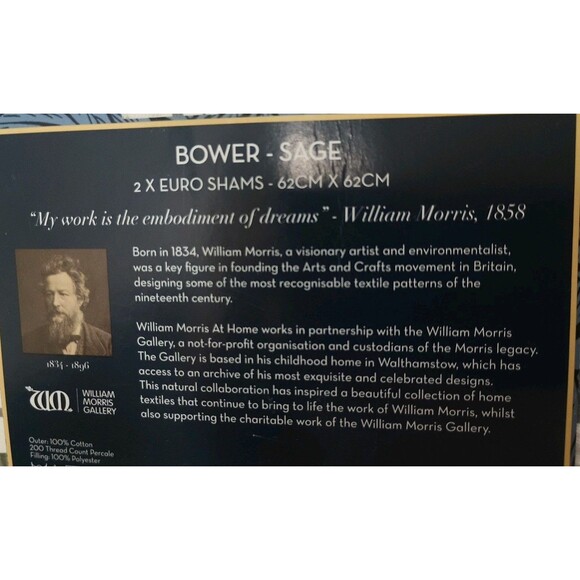 BOWER - SAGE
2 X EURO SHAMS - 62CM X 62CM
"My work is the embodiment of dreams" - William Morris, 1858
Born in 1834, William Morris, a visionary artist and environmentalist,
was a key figure in founding the Arts and Crafts movement in Britain,
designing some of the most recognisable textile patterns of the
nineteenth century.
William Morris At Home works in partnership with the William Morris
Gallery, a not-for-profit organisation and custodians of the Morris legacy.
The Gallery is based in his childhood home in Walthamstow, which has
access to an archive of his most exquisite and celebrated designs.
This natural collaboration has inspired a beautiful collection of home
textiles that continue to bring to life the work of William Morris, whilst
also supporting the charitable work of the William Morris Gallery.
1834 - 1896
WM
WILLIAM
MORRIS
GALLERY
Outer: 100% Cotton
200 Thread Count Percale
Filling: 100% Polyester